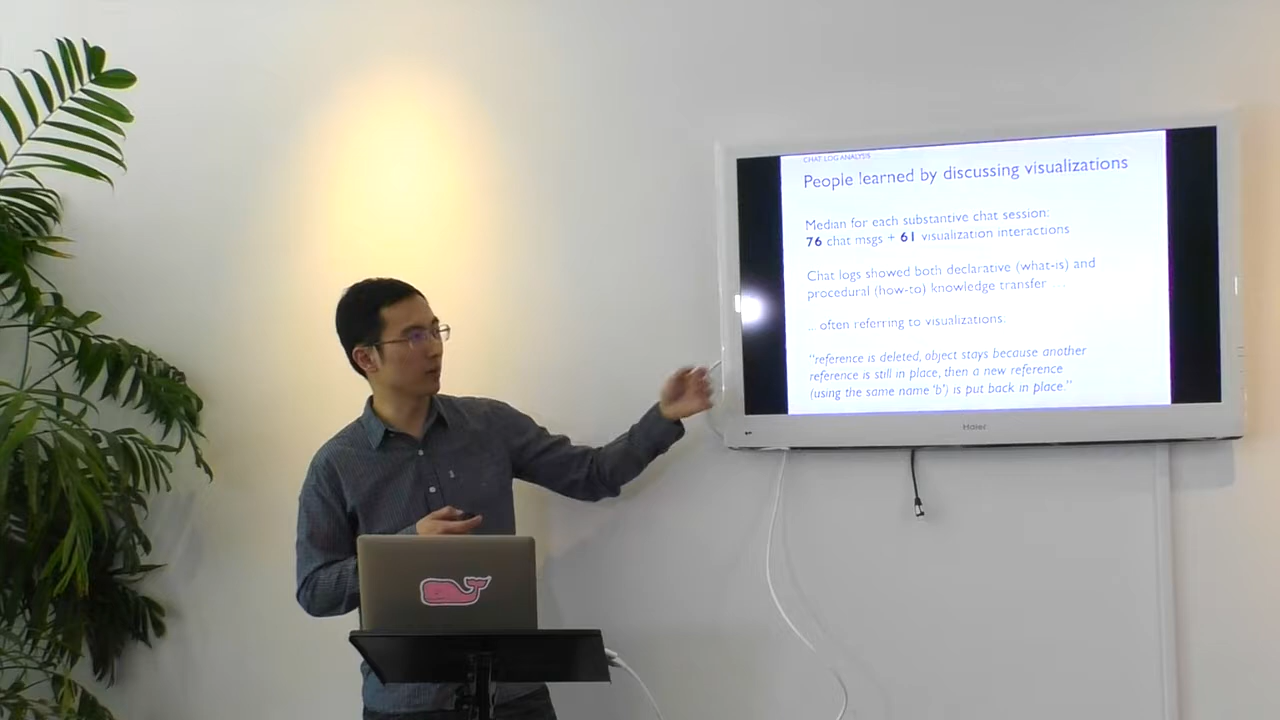 CHAT LOG ANALYSIS
People learned by discussing visualizations
Median for each substantive chat session:
76 chat msgs + 61 visualization interactions
Chat logs showed both declarative (what-is) and
procedural (how-to) knowledge transfer ...
... often referring to visualizations.
"reference is deleted, object stays because another
reference is still in place, then a new reference
(using the same name 'b') is put back in place."
Haier